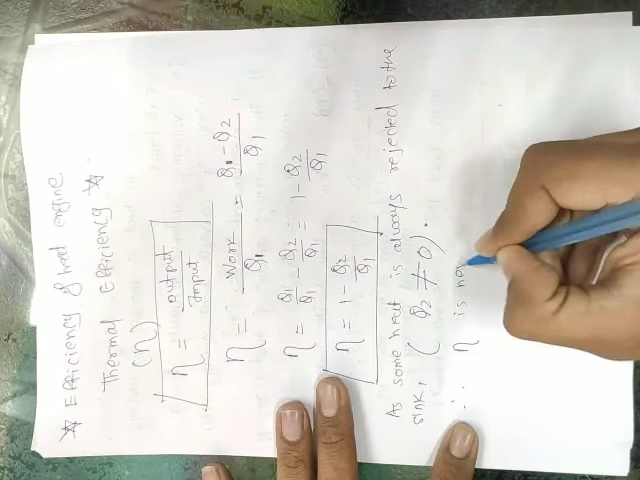 ☆ Efficiency of heat engine
Thermal Efficiency ☆.
(η)
η = output / Input
η = Work / Q1 = Q1 - Q2 / Q1
η = Q1/Q1 - Q2/Q1 = 1 - Q2/Q1
η = 1 - Q2/Q1
As some heat is always rejected to the
sink, ( Q2 ≠ 0 ).
∴ η is